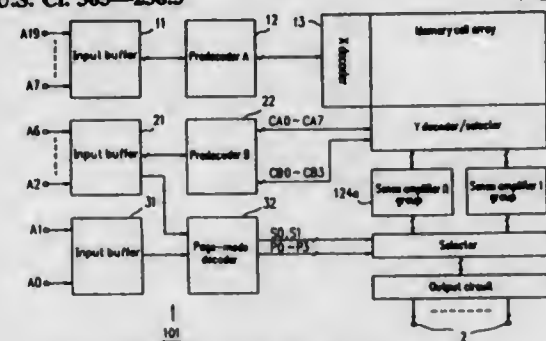 U.S. Cl. 365—230.5
11 12 13
A19 Input buffer Predecoder A X decoder Memory cell array
A7
21 22
A6 Input buffer Predecoder B CA0~CA7 Y decoder/selector
A2 CB0~CB3
31 32 124a Sense amplifier 0 group Sense amplifier 1 group
A1 Input buffer Page-mode decoder S0,S1 Selector
A0 P0~P3
Output circuit
101 2